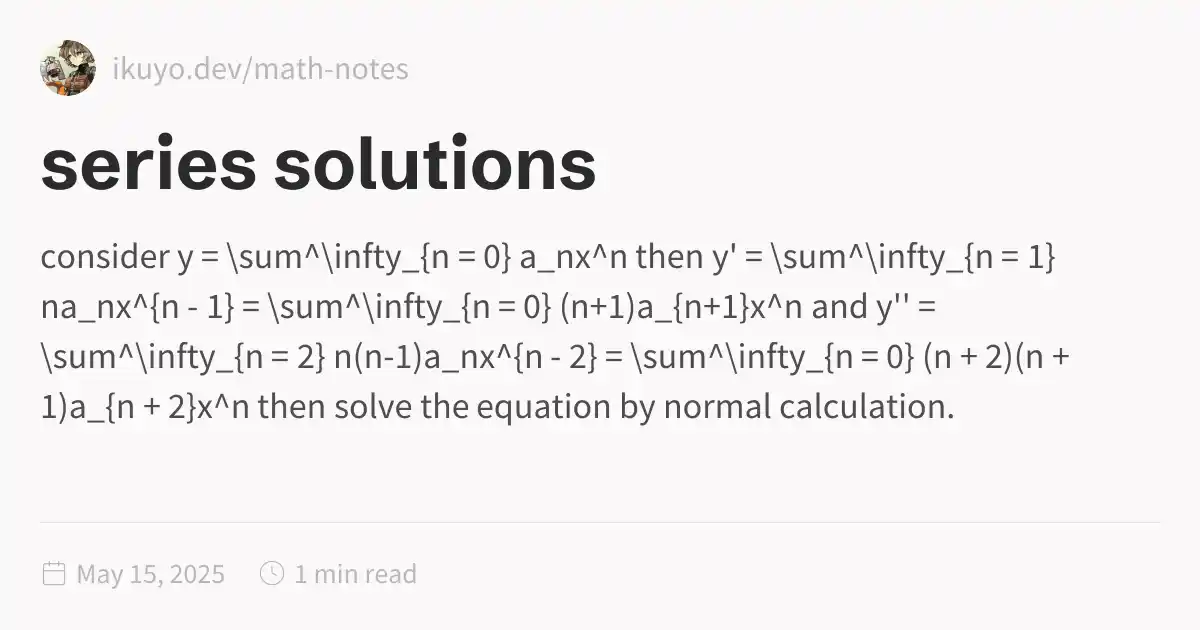 ikuyo.dev/math-notes
series solutions
consider y = \sum^\infty_{n = 0} a_nx^n then y' = \sum^\infty_{n = 1}
na_nx^{n - 1} = \sum^\infty_{n = 0} (n+1)a_{n+1}x^n and y'' =
\sum^\infty_{n = 2} n(n-1)a_nx^{n - 2} = \sum^\infty_{n = 0} (n + 2)(n +
1)a_{n + 2}x^n then solve the equation by normal calculation.
May 15, 2025 1 min read